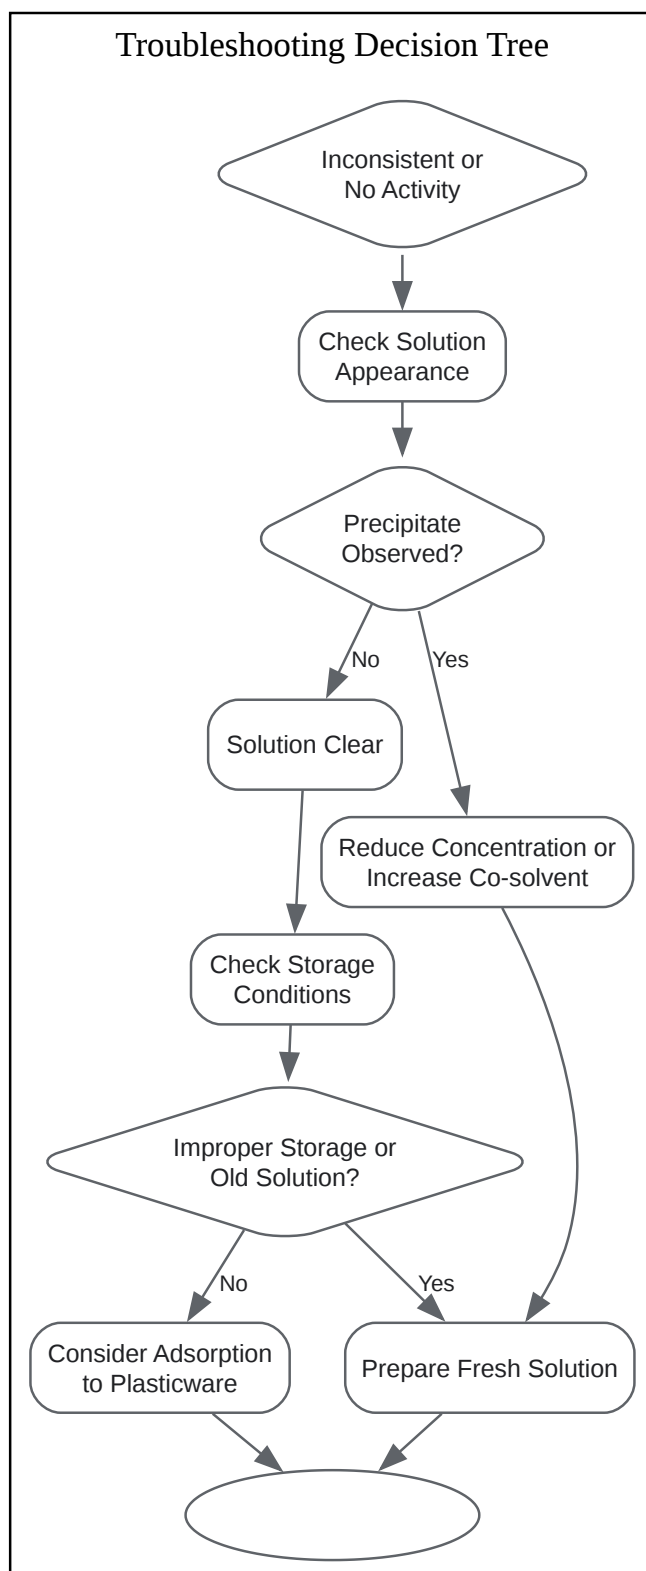 Troubleshooting Decision Tree
Inconsistent or
No Activity
Check Solution
Appearance
Precipitate
Observed?
No
Yes
Solution Clear
Reduce Concentration or
Increase Co-solvent
Check Storage
Conditions
Improper Storage or
Old Solution?
No
Yes
Consider Adsorption
to Plasticware
Prepare Fresh Solution